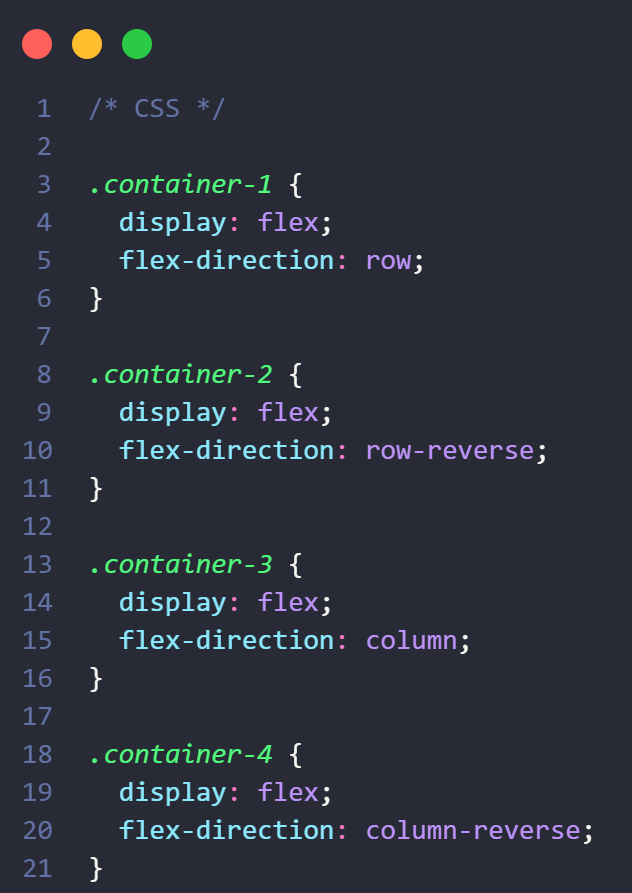 1 /* CSS */
2
3 .container-1 {
4 display: flex;
5 flex-direction: row;
6 }
7
8 .container-2 {
9 display: flex;
10 flex-direction: row-reverse;
11 }
12
13 .container-3 {
14 display: flex;
15 flex-direction: column;
16 }
17
18 .container-4 {
19 display: flex;
20 flex-direction: column-reverse;
21 }